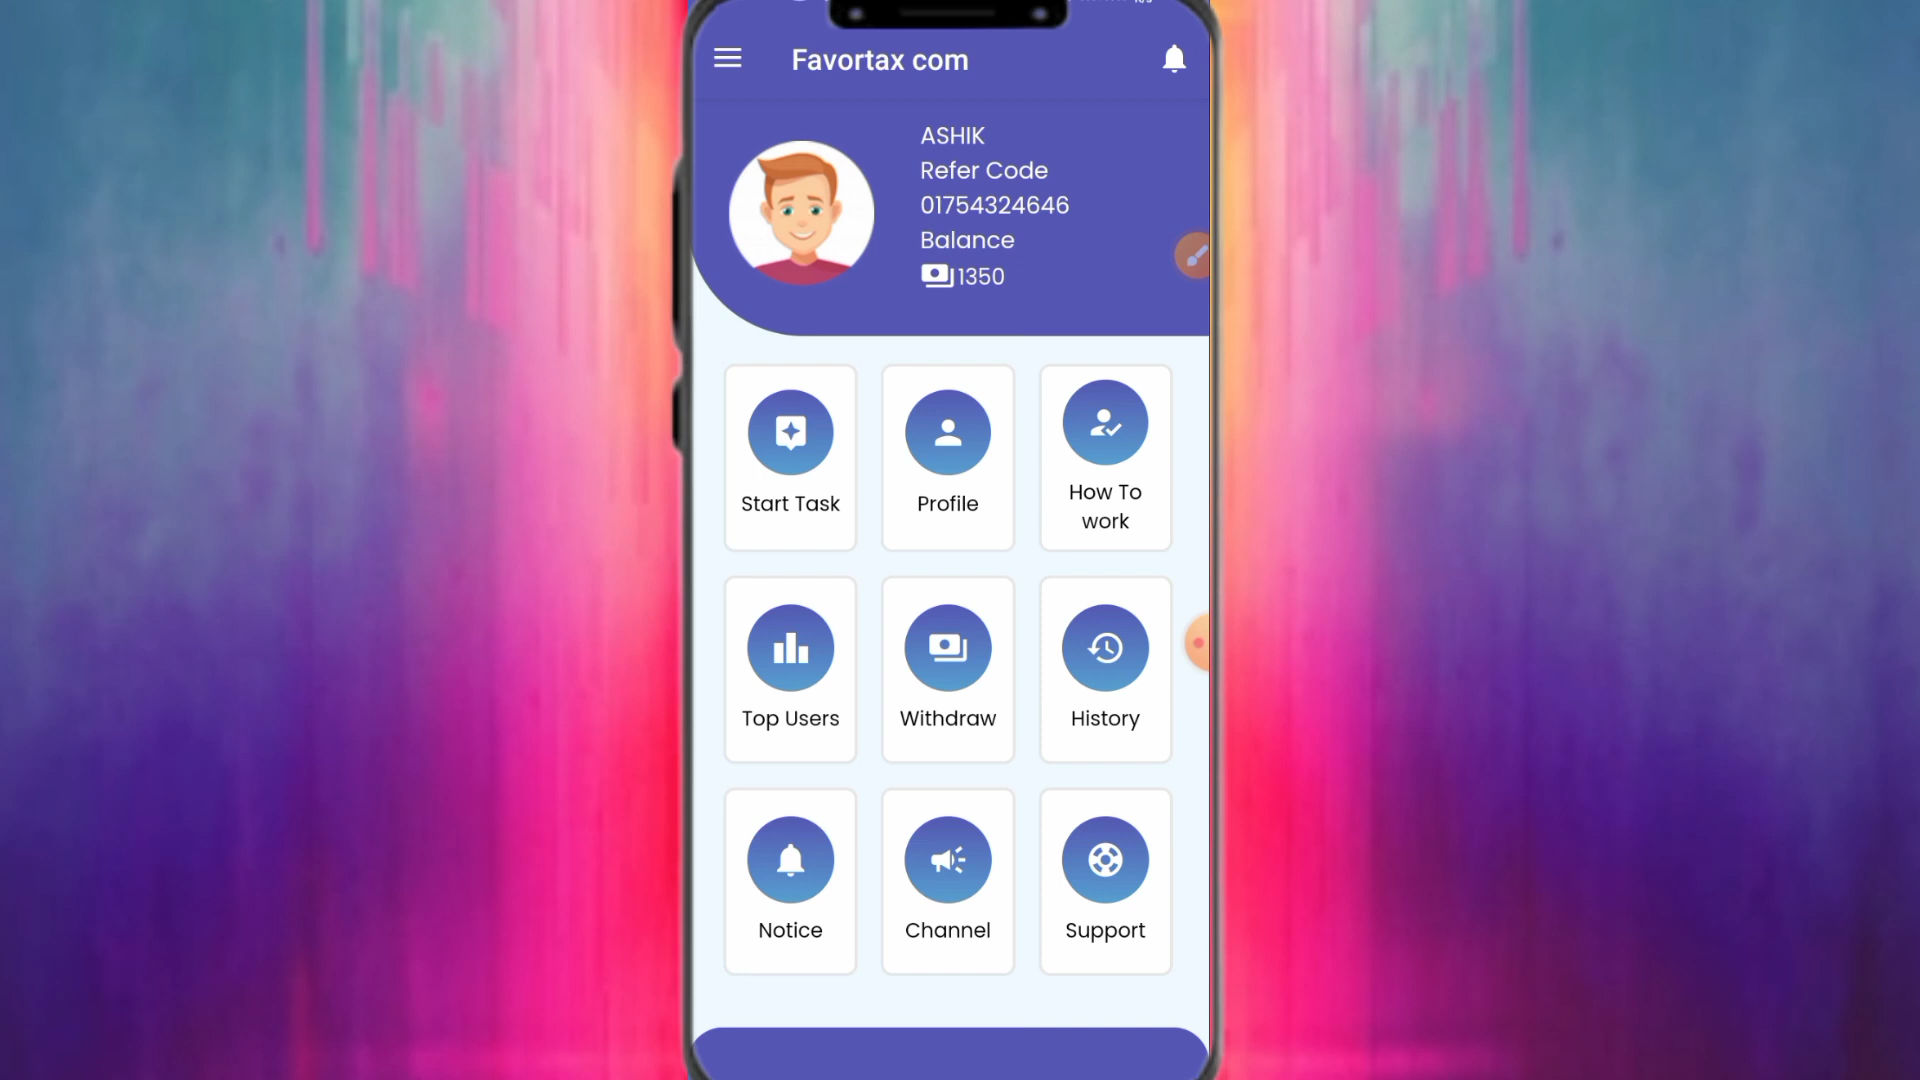 Favortax com
ASHIK
Refer Code
01754324646
Balance
1350
Start Task
Profile
How To
work
Top Users
Withdraw
History
Notice
Channel
Support